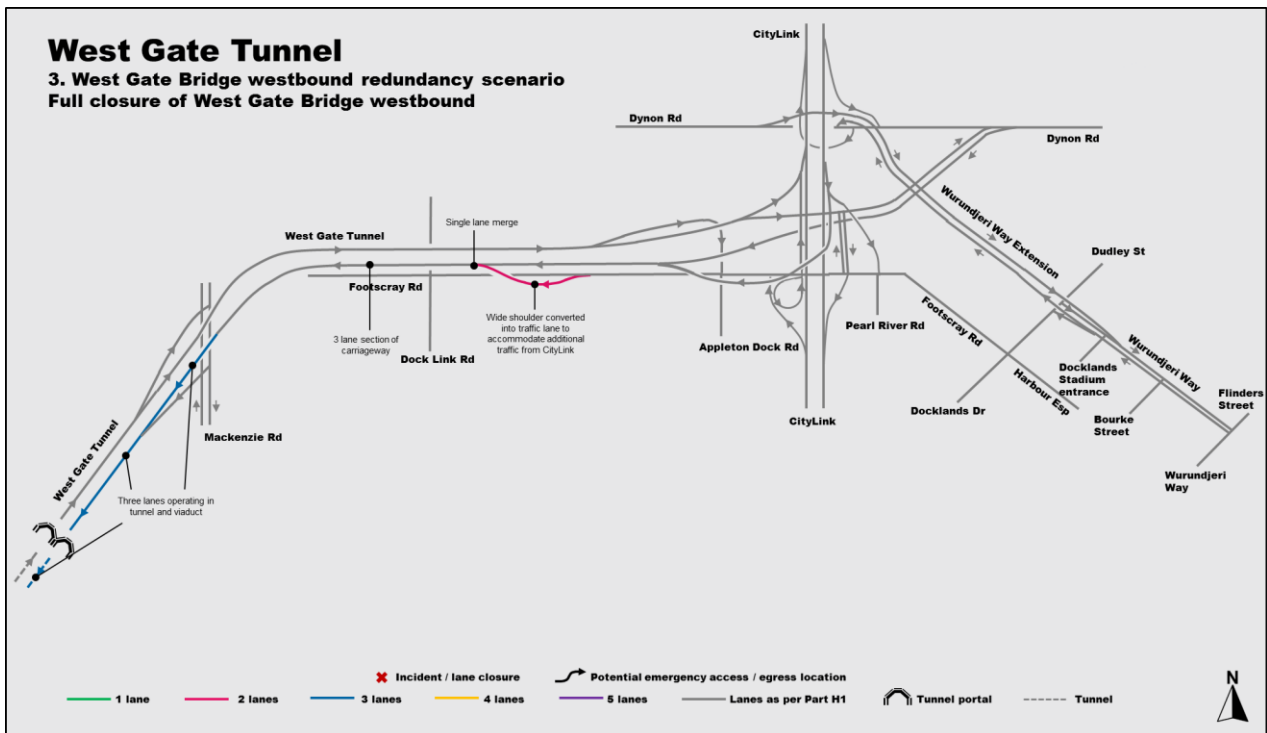 West Gate Tunnel
3. West Gate Bridge westbound redundancy scenario
Full closure of West Gate Bridge westbound
CityLink
Dynon Rd
Dynon Rd
Single lane merge
West Gate Tunnel
Wurundjeri Way Extension
Dudley St
Footscray Rd
3 lane section of
carriageway
Dock Link Rd
Wide shoulder converted
into traffic lane to
accommodate additional
traffic from CityLink
Appleton Dock Rd
Pearl River Rd
Footscray Rd
Harbour Esp
Docklands Dr
CityLink
Docklands
Stadium
entrance
Wurundjeri Way
Bourke
Street
Flinders
Street
Wurundjeri
Way
Mackenzie Rd
West Gate Tunnel
Three lanes operating in
tunnel and viaduct
Incident / lane closure
Potential emergency access / egress location
1 lane
2 lanes
3 lanes
4 lanes
5 lanes
Lanes as per Part H1
Tunnel portal
Tunnel
N